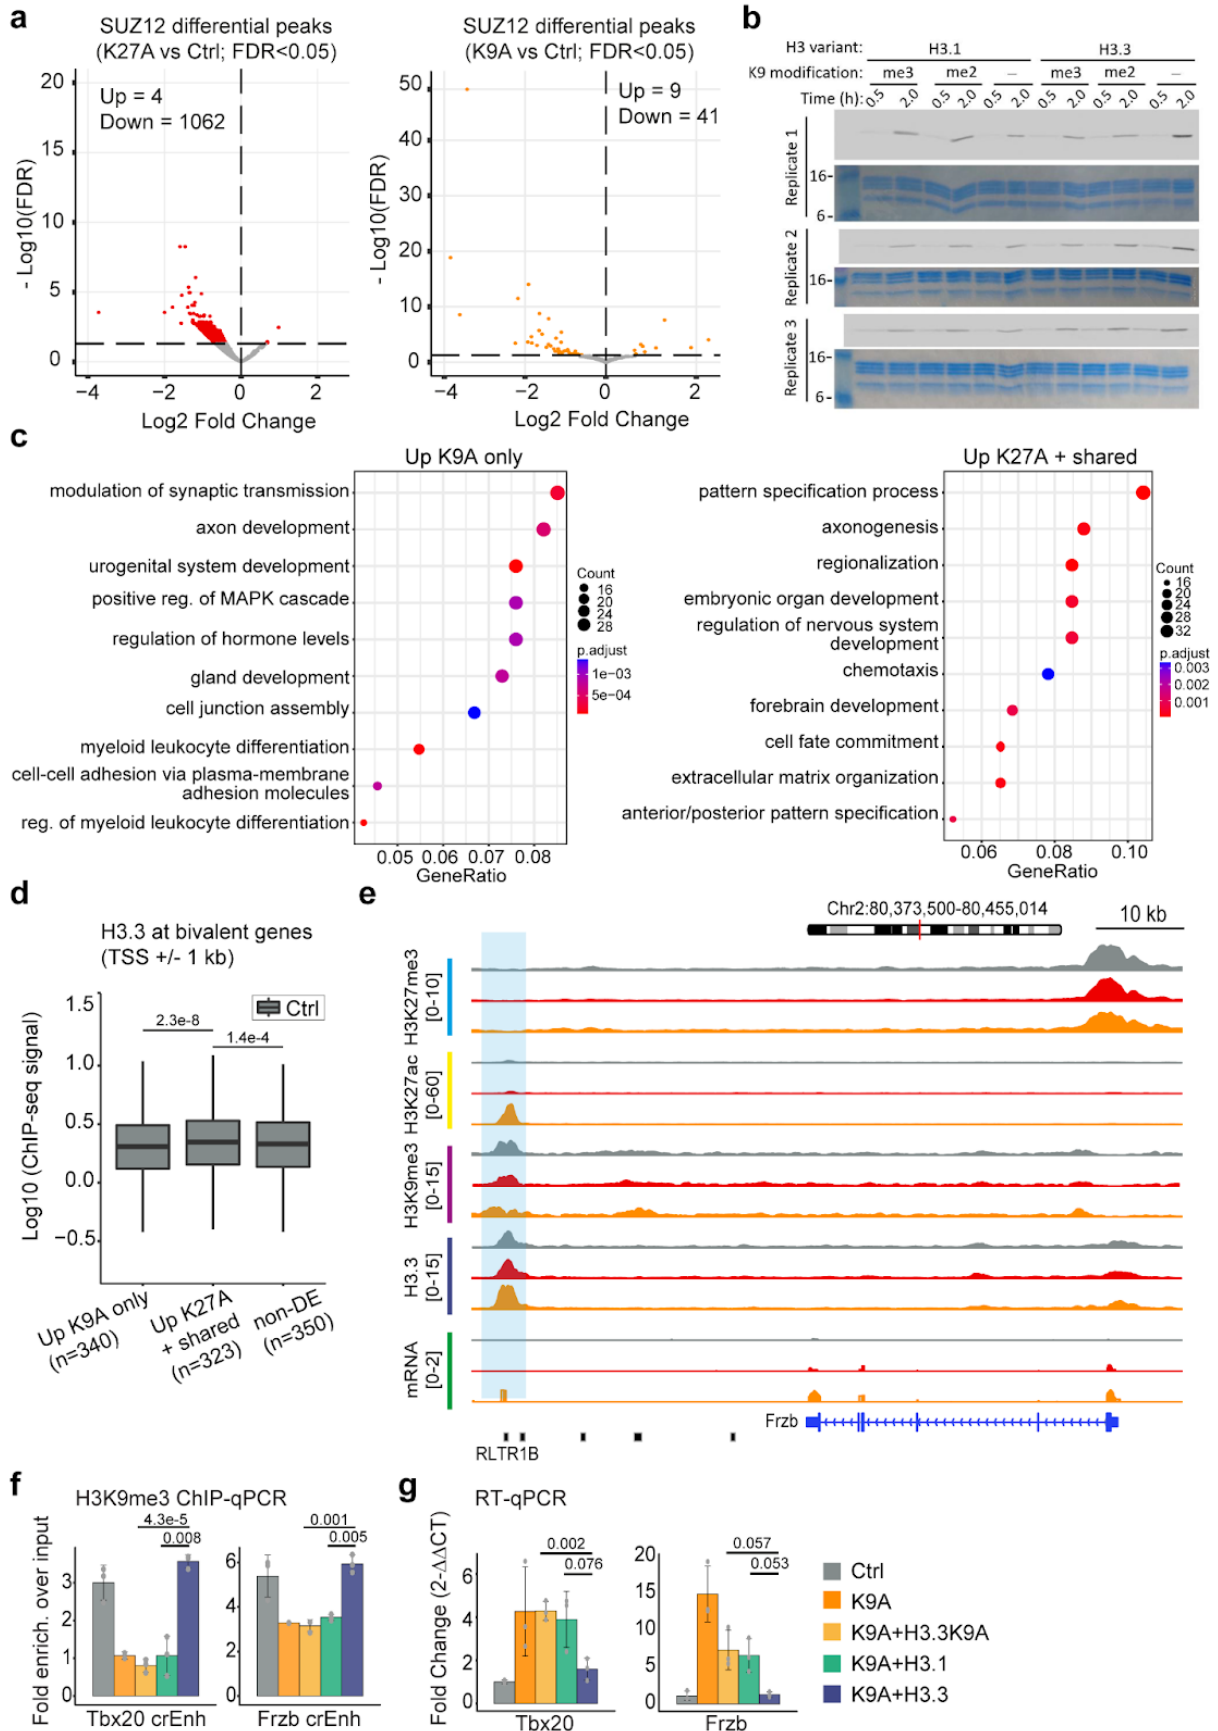 a
SUZ12 differential peaks
(K27A vs Ctrl; FDR<0.05)
Up = 4
Down = 1062
20
15
10
5
0
- Log10(FDR)
−4
−2
0
2
Log2 Fold Change
SUZ12 differential peaks
(K9A vs Ctrl; FDR<0.05)
Up = 9
Down = 41
50
40
30
20
10
0
- Log10(FDR)
−4
−2
0
2
Log2 Fold Change
b
H3 variant:
H3.1
H3.3
K9 modification:
me3
me2
–
me3
me2
–
Time (h):
0.5
2.0
0.5
2.0
0.5
2.0
0.5
2.0
0.5
2.0
0.5
2.0
Replicate 1
16-
6-
Replicate 2
16-
Replicate 3
16-
6-
c
Up K9A only
modulation of synaptic transmission
axon development
urogenital system development
positive reg. of MAPK cascade
regulation of hormone levels
gland development
cell junction assembly
myeloid leukocyte differentiation
cell-cell adhesion via plasma-membrane
adhesion molecules
reg. of myeloid leukocyte differentiation
0.05 0.06 0.07 0.08
GeneRatio
Count
16
20
24
28
p.adjust
1e−03
5e−04
Up K27A + shared
pattern specification process
axonogenesis
regionalization
embryonic organ development
regulation of nervous system
development
chemotaxis
forebrain development
cell fate commitment
extracellular matrix organization
anterior/posterior pattern specification
0.06
0.08
0.10
GeneRatio
Count
16
20
24
28
32
p.adjust
0.003
0.002
0.001
d
H3.3 at bivalent genes
(TSS +/- 1 kb)
Ctrl
2.3e-8
1.4e-4
1.5
1.0
0.5
0.0
−0.5
Log10 (ChIP-seq signal)
Up K9A only
(n=340)
Up K27A
+ shared
(n=323)
non-DE
(n=350)
e
Chr2:80,373,500-80,455,014
10 kb
H3K27me3
[0-10]
H3K27ac
[0-60]
H3K9me3
[0-15]
H3.3
[0-15]
mRNA
[0-2]
Frzb
RLTR1B
f
H3K9me3 ChIP-qPCR
Fold enrich. over input
4.3e-5
0.008
3
2
1
0
Tbx20 crEnh
0.001
0.005
6
4
2
0
Frzb crEnh
g
RT-qPCR
Fold Change (2-ΔΔCT)
0.002
0.076
6
4
2
0
Tbx20
0.057
0.053
20
15
10
5
0
Frzb
Ctrl
K9A
K9A+H3.3K9A
K9A+H3.1
K9A+H3.3